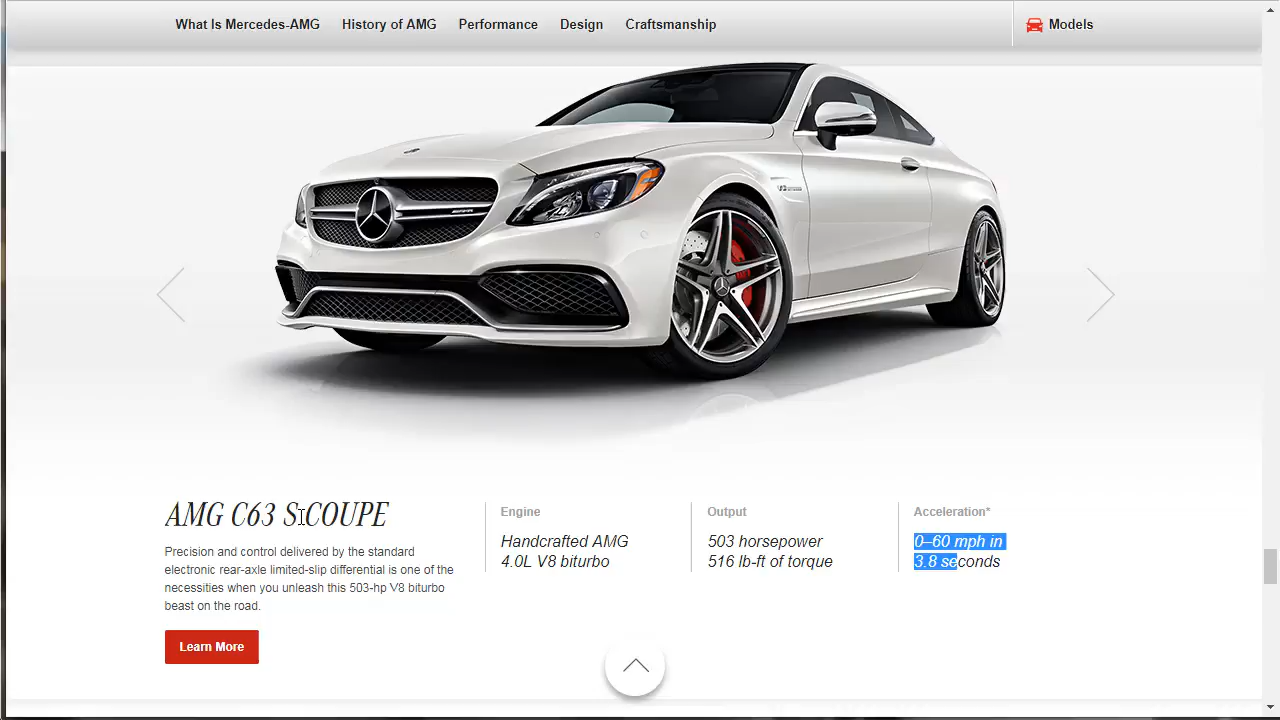 What Is Mercedes-AMG History of AMG Performance Design Craftsmanship Models
AMG C63 S COUPE
Precision and control delivered by the standard
electronic rear-axle limited-slip differential is one of the
necessities when you unleash this 503-hp V8 biturbo
beast on the road.
Learn More
Engine
Handcrafted AMG
4.0L V8 biturbo
Output
503 horsepower
516 lb-ft of torque
Acceleration*
0–60 mph in
3.8 seconds